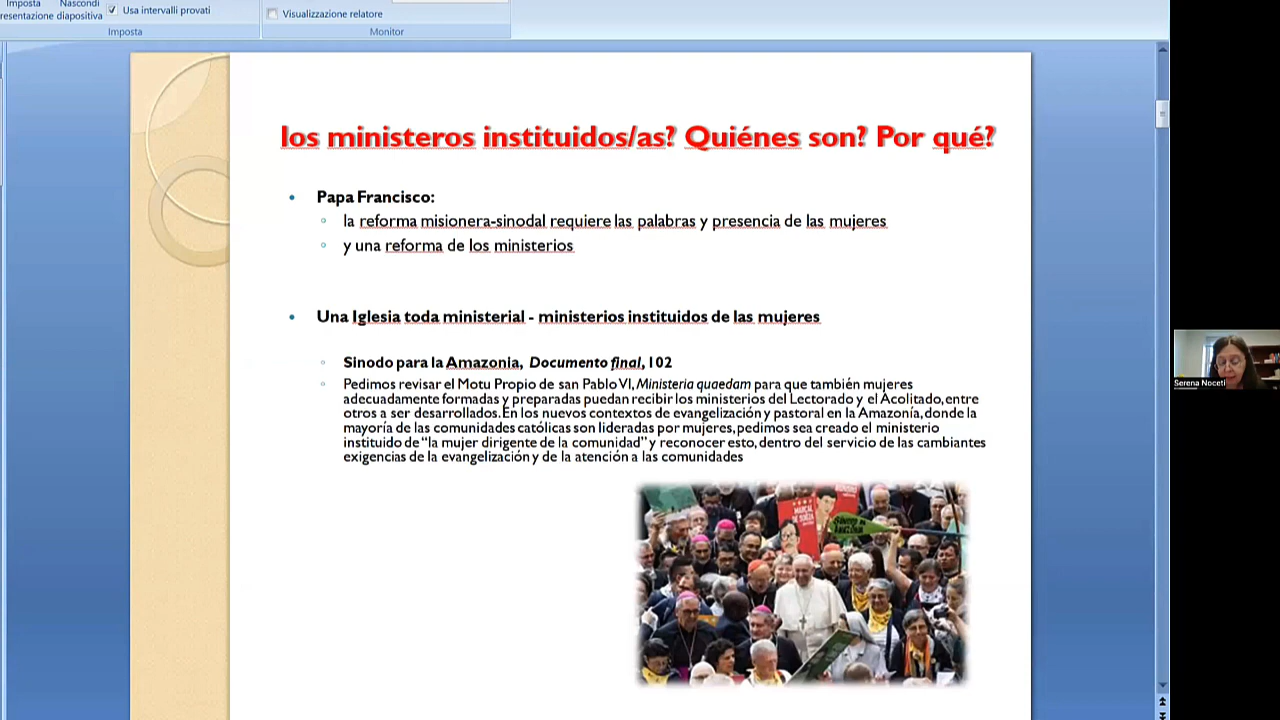 Imposta
Nascondi
resentazione
diapositiva
Usa intervalli provati
Imposta
Visualizzazione relatore
Monitor
los ministeros instituidos/as? Quiénes son? Por qué?
Papa Francisco:
la reforma misionera-sinodal requiere las palabras y presencia de las mujeres
y una reforma de los ministerios
Una Iglesia toda ministerial - ministerios instituidos de las mujeres
Sinodo para la Amazonia, Documento final, 102
Pedimos revisar el Motu Propio de san Pablo VI, Ministeria quaedam para que también mujeres
adecuadamente formadas y preparadas puedan recibir los ministerios del Lectorado y el Acolitado, entre
otros a ser desarrollados. En los nuevos contextos de evangelización y pastoral en la Amazonía, donde la
mayoría de las comunidades católicas son lideradas por mujeres, pedimos sea creado el ministerio
instituido de “la mujer dirigente de la comunidad” y reconocer esto, dentro del servicio de las cambiantes
exigencias de la evangelización y de la atención a las comunidades
Serena Noceti